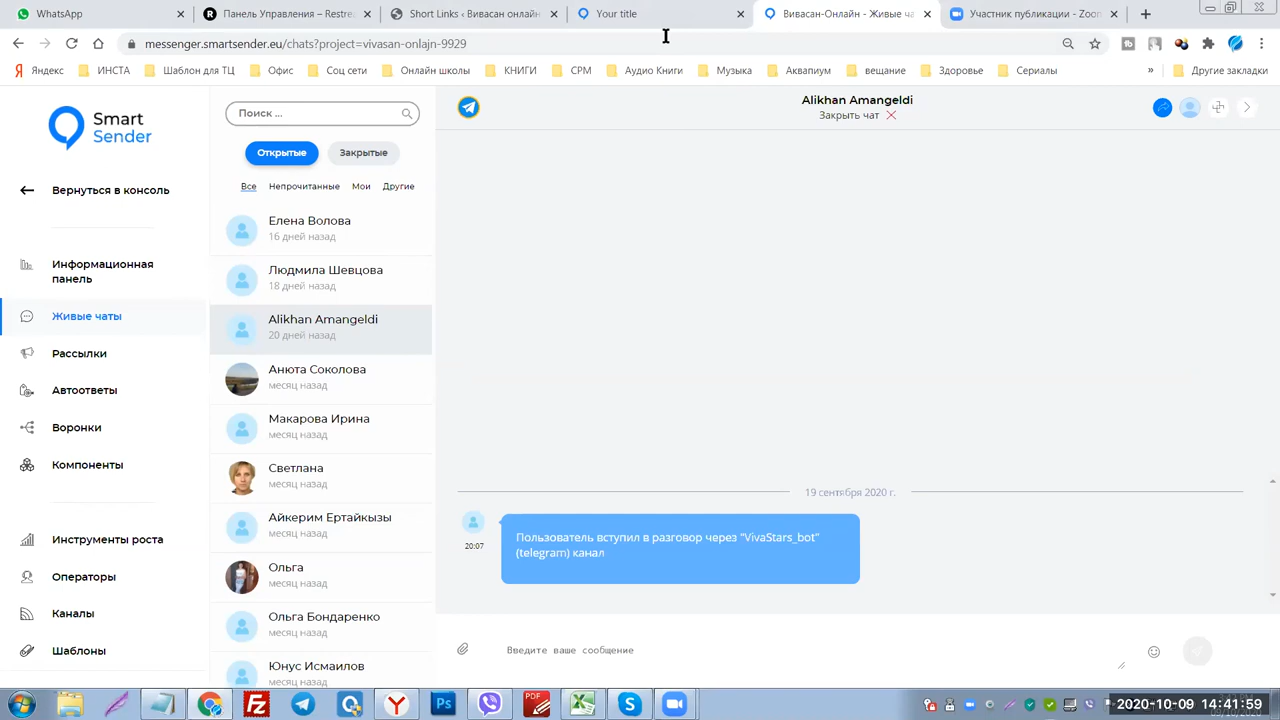 WhatsApp
Панель Управления – Restre
Short Links ‹ Вивасан онлайн
Your title
Вивасан-Онлайн - Живые ча
Участник публикации - Zoon
messenger.smartsender.eu/chats?project=vivasan-onlajn-9929
Яндекс
ИНСТА
Шаблон для ТЦ
Офис
Соц сети
Онлайн школы
КНИГИ
СРМ
Аудио Книги
Музыка
Аквапиум
вещание
Здоровье
Сериалы
»
Другие закладки
Smart
Sender
Вернуться в консоль
Информационная
панель
Живые чаты
Рассылки
Автоответы
Воронки
Компоненты
Инструменты роста
Операторы
Каналы
Шаблоны
Поиск ...
Открытые
Закрытые
Все
Непрочитанные
Мои
Другие
Елена Волова
16 дней назад
Людмила Шевцова
18 дней назад
Alikhan Amangeldi
20 дней назад
Анюта Соколова
месяц назад
Макарова Ирина
месяц назад
Светлана
месяц назад
Айкерим Ертайкызы
месяц назад
Ольга
месяц назад
Ольга Бондаренко
месяц назад
Юнус Исмаилов
Alikhan Amangeldi
Закрыть чат
19 сентября 2020 г.
Пользователь вступил в разговор через "VivaStars_bot"
(telegram) канал
20:07
Введите ваше сообщение
2020-10-09 14:41:59